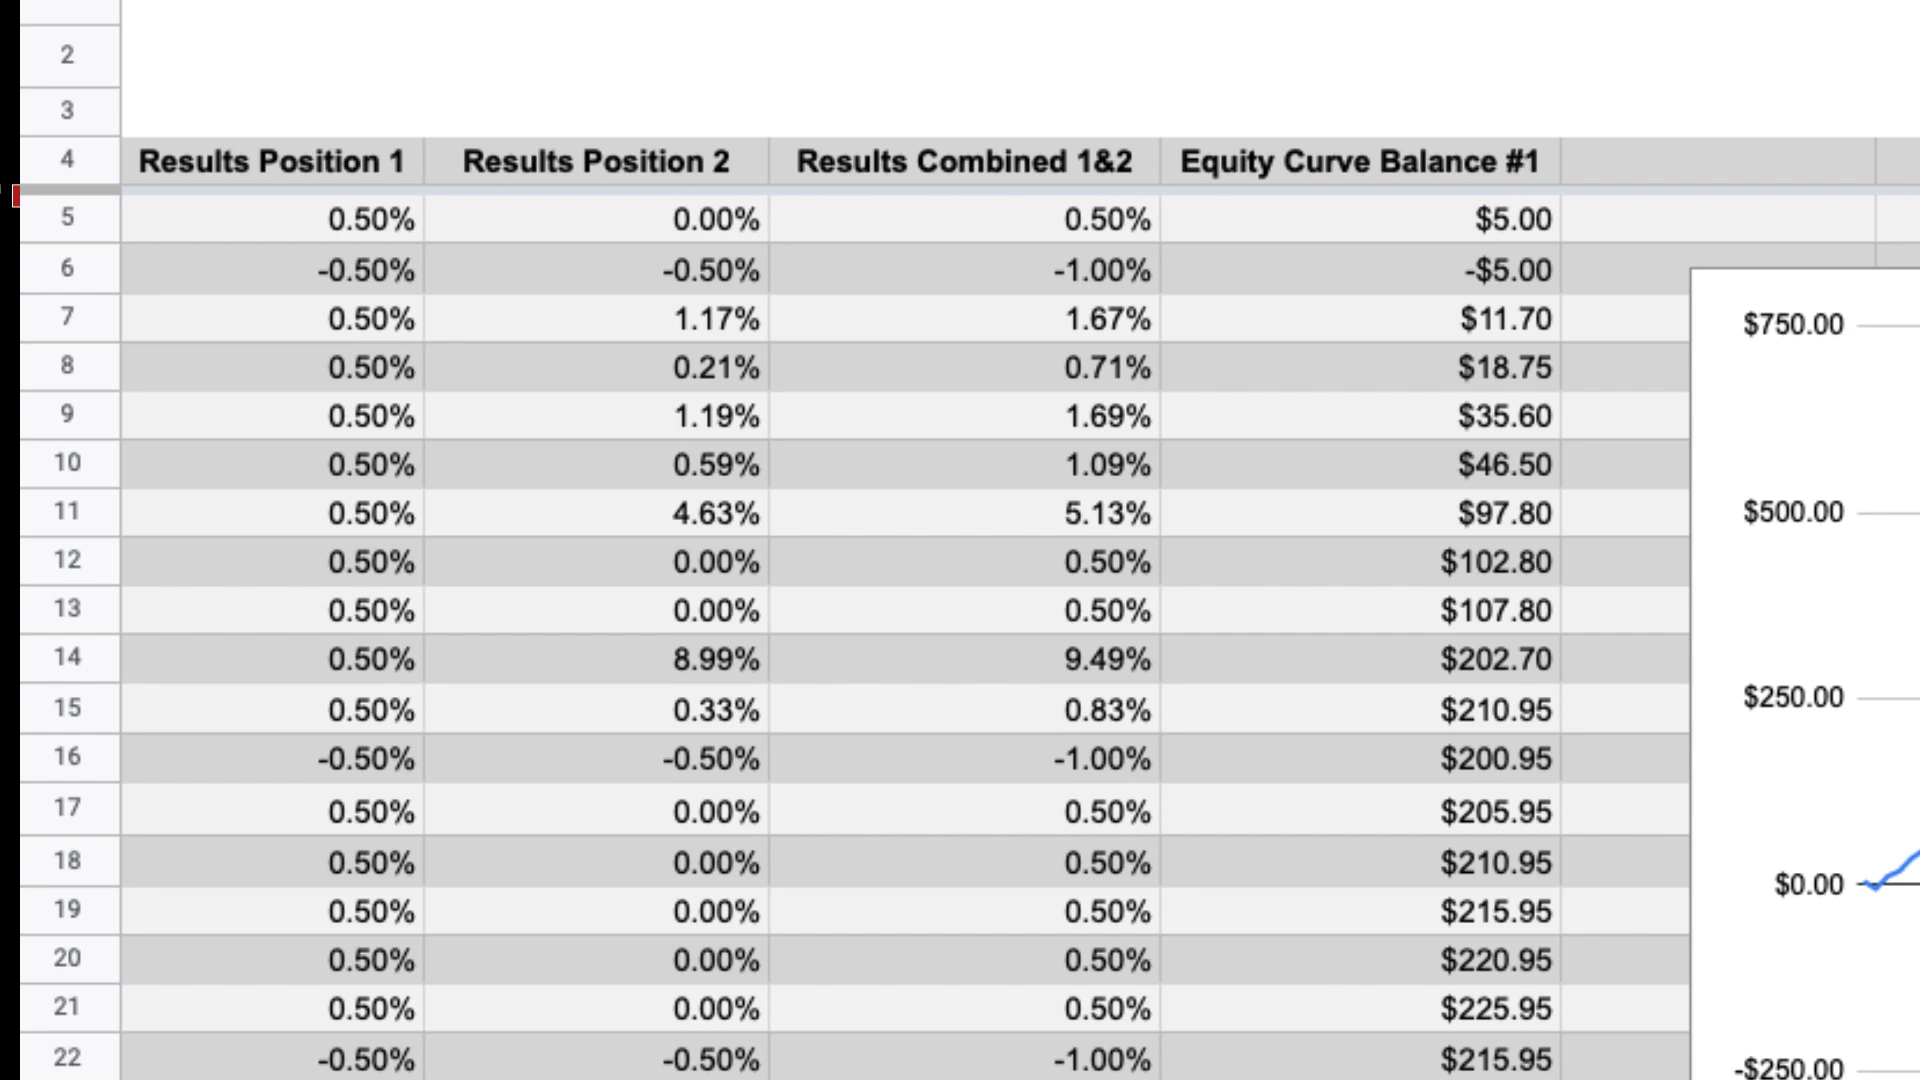 2
3
4 Results Position 1 Results Position 2 Results Combined 1&2 Equity Curve Balance #1
5 0.50% 0.00% 0.50% $5.00
6 -0.50% -0.50% -1.00% -$5.00
7 0.50% 1.17% 1.67% $11.70 $750.00
8 0.50% 0.21% 0.71% $18.75
9 0.50% 1.19% 1.69% $35.60
10 0.50% 0.59% 1.09% $46.50
11 0.50% 4.63% 5.13% $97.80 $500.00
12 0.50% 0.00% 0.50% $102.80
13 0.50% 0.00% 0.50% $107.80
14 0.50% 8.99% 9.49% $202.70
15 0.50% 0.33% 0.83% $210.95 $250.00
16 -0.50% -0.50% -1.00% $200.95
17 0.50% 0.00% 0.50% $205.95
18 0.50% 0.00% 0.50% $210.95 $0.00
19 0.50% 0.00% 0.50% $215.95
20 0.50% 0.00% 0.50% $220.95
21 0.50% 0.00% 0.50% $225.95
22 -0.50% -0.50% -1.00% $215.95 -$250.00